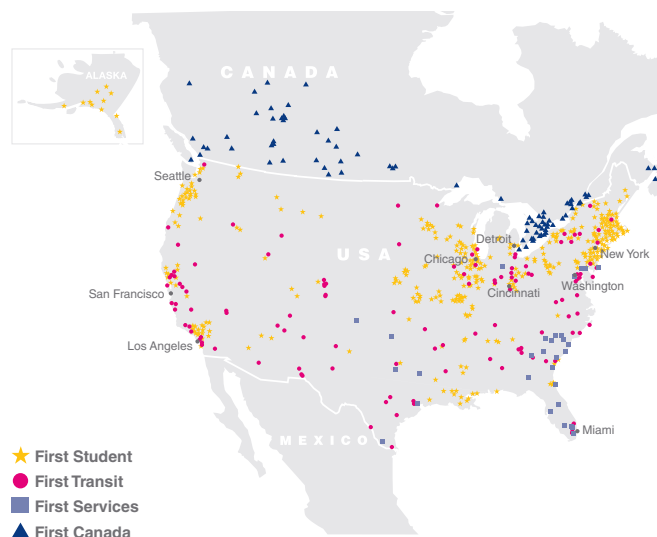 ALASKA
CANADA
Seattle
USA
Detroit
Chicago
New York
San Francisco
Cincinnati
Washington
Los Angeles
MEXICO
Miami
First Student
First Transit
First Services
First Canada